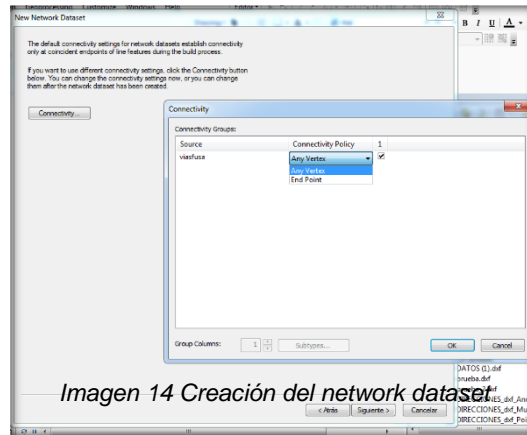 Geoprocessing Customize Windows Help
New Network Dataset
B I U A
The default connectivity settings for network datasets establish connectivity
only at coincident endpoints of line features during the build process.
If you want to use different connectivity settings, click the Connectivity button
below. You can change the connectivity settings now, or you can change
them after the network dataset has been created.
Connectivity...
Connectivity
Connectivity Groups:
Source Connectivity Policy 1
viasfusa Any Vertex
Any Vertex
End Point
Group Columns: 1 Subtypes... OK Cancel
DATOS (1).dxf
prueba.dxf
Imagen 14 Creación del network dataset
DIRECCIONES_dxf_Mu
< Atrás Siguiente > Cancelar
DIRECCIONES_dxf_Poi